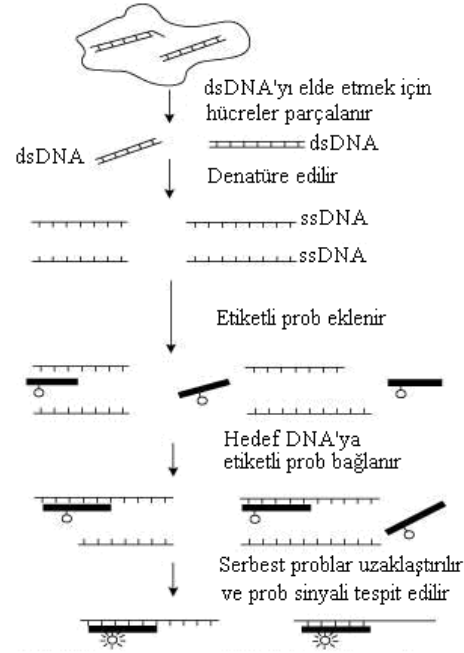 dsDNA'yı elde etmek için
hücreler parçalanır
dsDNA
dsDNA
Denatüre edilir
ssDNA
ssDNA
Etiketli prob eklenir
Hedef DNA'ya
etiketli prob bağlanır
Serbest problar uzaklaştırılır
ve prob sinyali tespit edilir